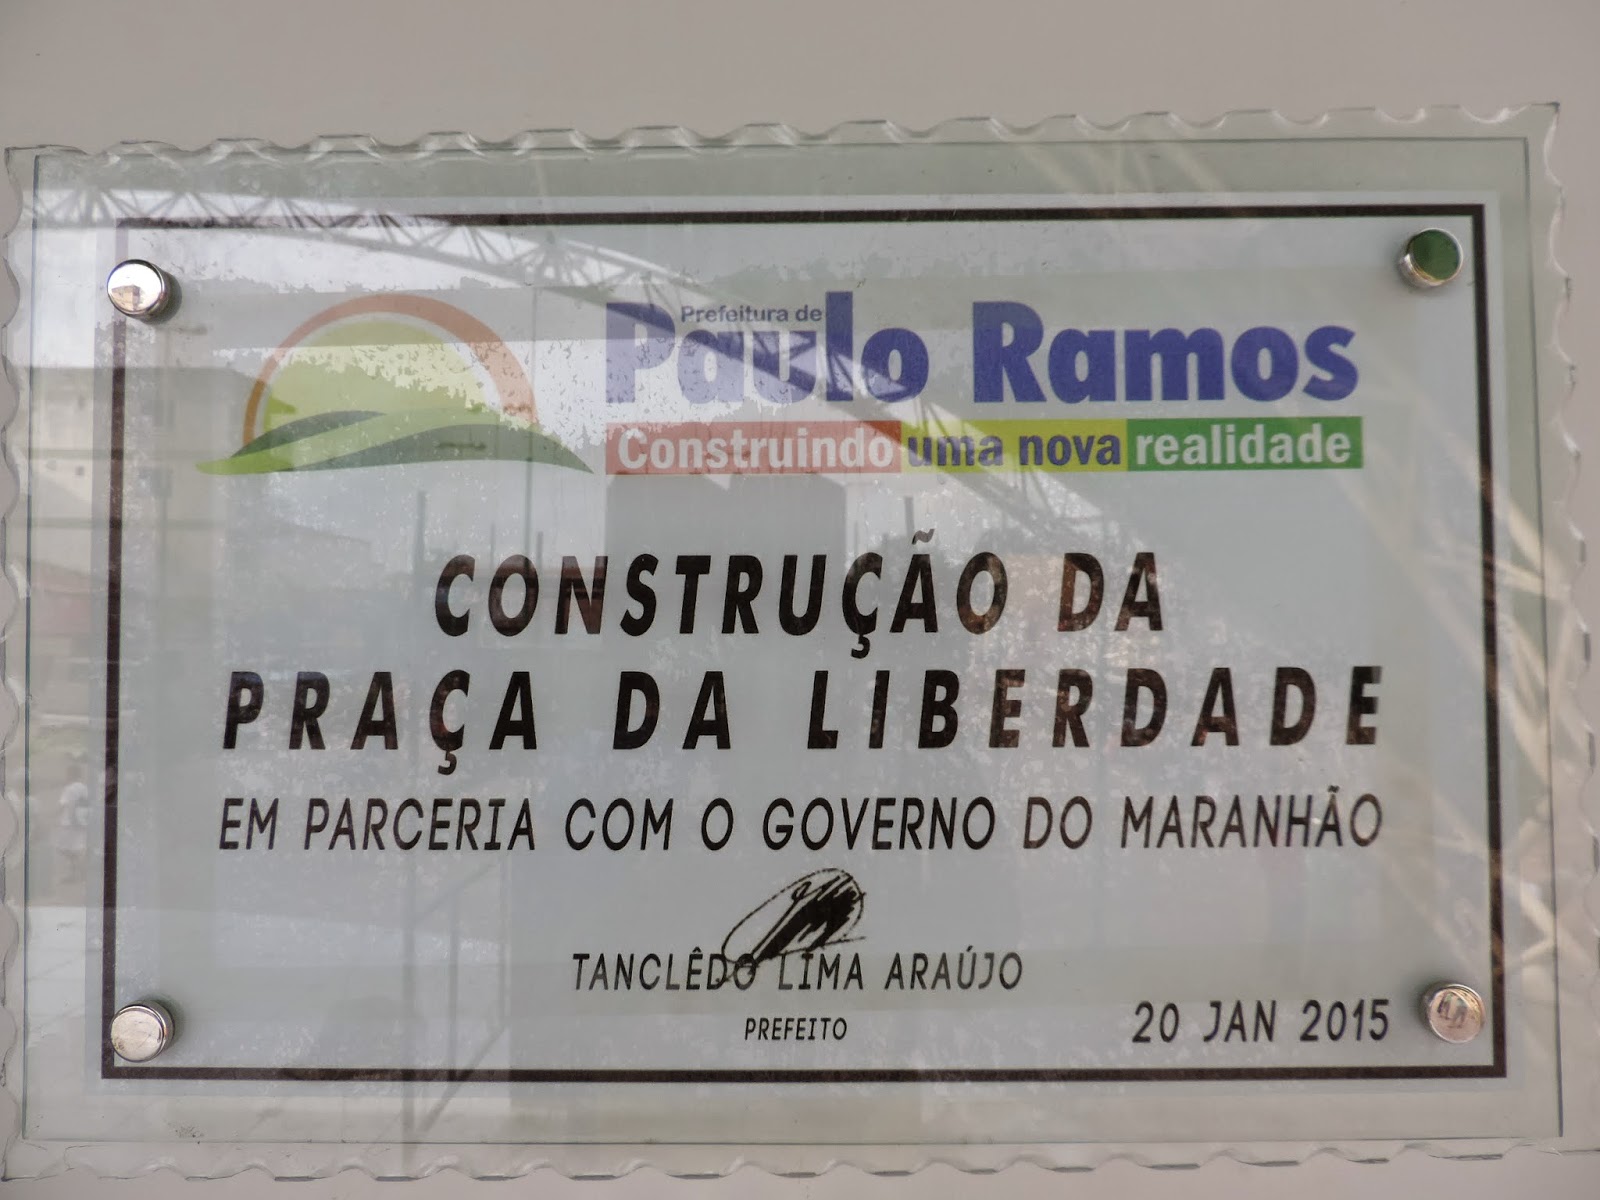 Prefeitura de
Paulo Ramos
Construindo uma nova realidade
CONSTRUÇÃO DA
PRAÇA DA LIBERDADE
EM PARCERIA COM O GOVERNO DO MARANHÃO
TANCLÊDO LIMA ARAÚJO
PREFEITO
20 JAN 2015